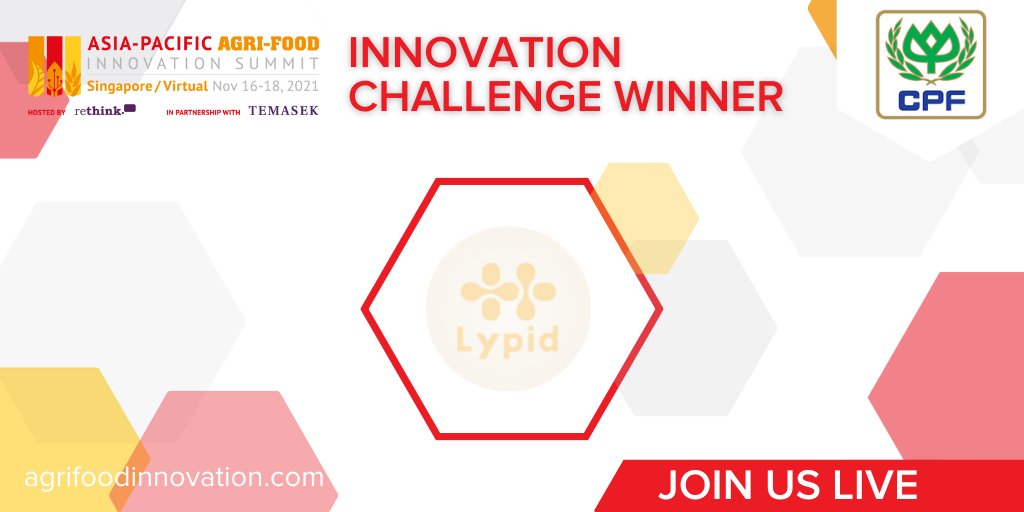 ASIA-PACIFIC AGRI-FOOD
INNOVATION SUMMIT
Singapore/Virtual Nov 16-18, 2021
HOSTED BY rethink. IN PARTNERSHIP WITH TEMASEK
INNOVATION
CHALLENGE WINNER
CPF
Lypid
agrifoodinnovation.com
JOIN US LIVE